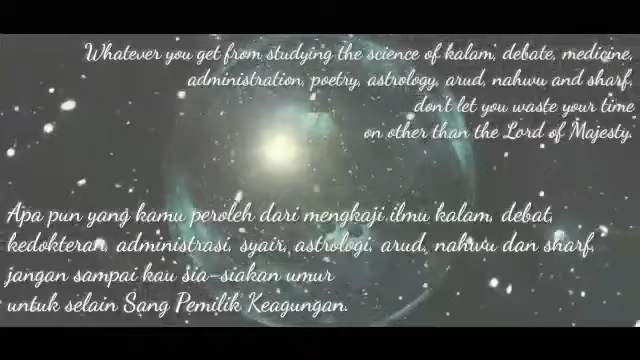 Whatever you get from studying the science of kalam, debate, medicine,
administration, poetry, astrology, arud, nahwu and sharf,
don't let you waste your time
on other than the Lord of Majesty.
Apa pun yang kamu peroleh dari mengkaji ilmu kalam, debat,
kedokteran, administrasi, syair, astrologi, arud, nahwu dan sharf,
jangan sampai kau sia-siakan umur
untuk selain Sang Pemilik Keagungan.